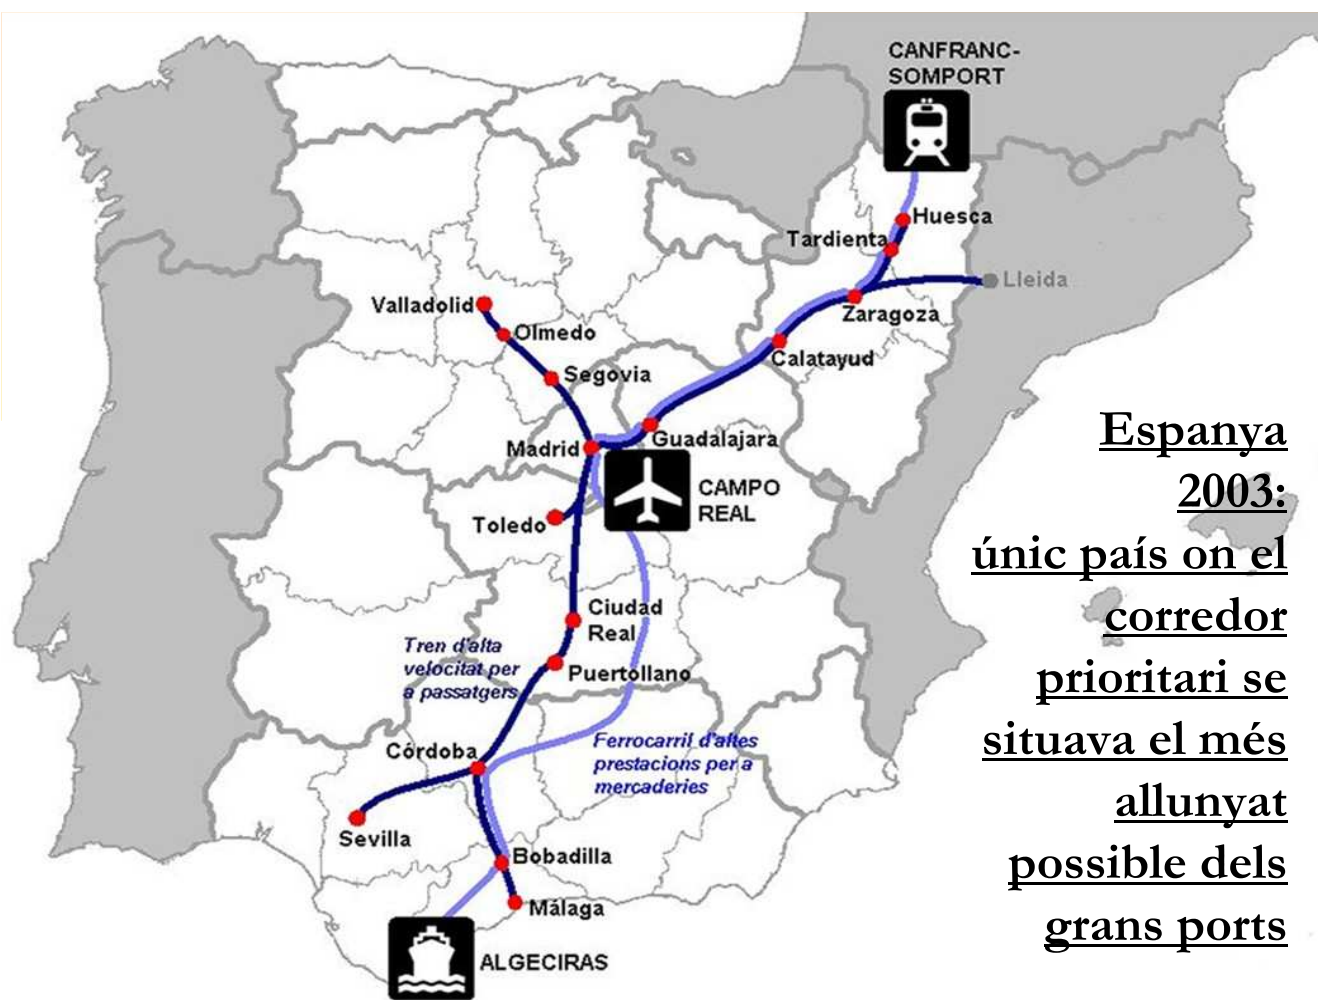 CANFRANC-
SOMPORT
Huesca
Tardienta
Lleida
Zaragoza
Valladolid
Olmedo
Calatayud
Segovia
Guadalajara
Madrid
CAMPO
REAL
Toledo
Ciudad
Real
Tren d'alta
velocitat per
a passatgers
Puertollano
Córdoba
Ferrocarril d'altes
prestacions per a
mercaderies
Sevilla
Bobadilla
Málaga
ALGECIRAS
Espanya
2003:
únic país on el
corredor
prioritari se
situava el més
allunyat
possible dels
grans ports